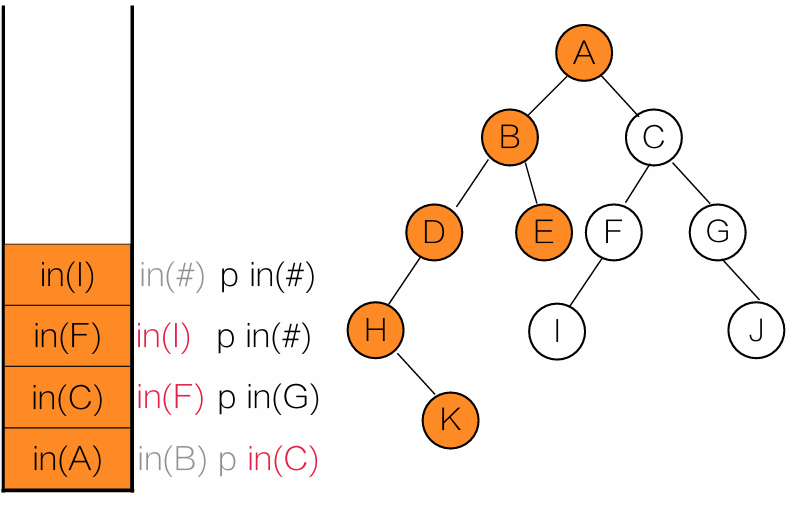 A
B
C
D
E
F
G
in(I) in(#) p in(#)
H
I
J
in(F) in(I) p in(#)
in(C) in(F) p in(G)
K
in(A) in(B) p in(C)